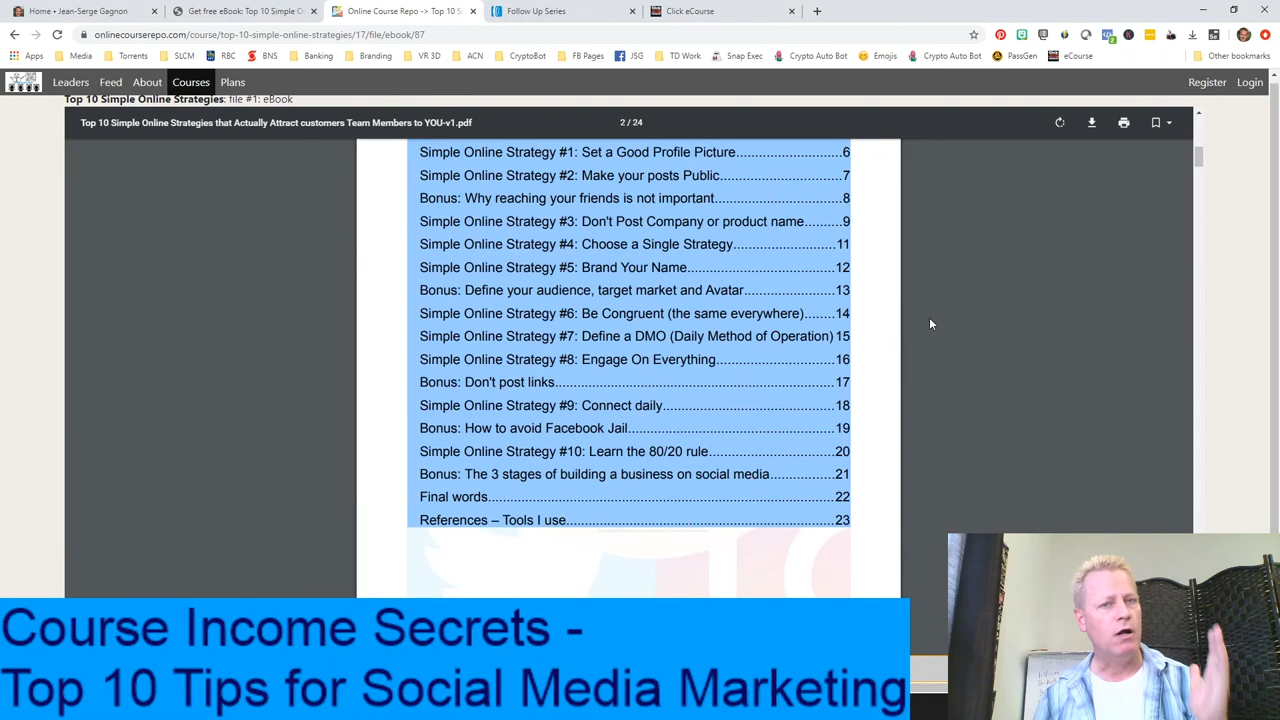 Home • Jean-Serge Gagnon
Get free eBook: Top 10 Simple O
Online Course Repo -> Top 10 S
Follow Up Series
Click eCourse
onlinecourserepo.com/course/top-10-simple-online-strategies/17/file/ebook/87
Apps Media Torrents SLCM RBC BNS Banking Branding VR 3D ACN CryptoBot FB Pages JSG TD Work Snap Exec Crypto Auto Bot Emojis Crypto Auto Bot PassGen eCourse Other bookmarks
Leaders Feed About Courses Plans Register Login
Top 10 Simple Online Strategies: file #1: eBook
Top 10 Simple Online Strategies that Actually Attract customers Team Members to YOU-v1.pdf 2 / 24
Simple Online Strategy #1: Set a Good Profile Picture..........................6
Simple Online Strategy #2: Make your posts Public.............................7
Bonus: Why reaching your friends is not important..............................8
Simple Online Strategy #3: Don't Post Company or product name.........9
Simple Online Strategy #4: Choose a Single Strategy..........................11
Simple Online Strategy #5: Brand Your Name.....................................12
Bonus: Define your audience, target market and Avatar.......................13
Simple Online Strategy #6: Be Congruent (the same everywhere)........14
Simple Online Strategy #7: Define a DMO (Daily Method of Operation) 15
Simple Online Strategy #8: Engage On Everything..............................16
Bonus: Don't post links.......................................................................17
Simple Online Strategy #9: Connect daily...........................................18
Bonus: How to avoid Facebook Jail....................................................19
Simple Online Strategy #10: Learn the 80/20 rule................................20
Bonus: The 3 stages of building a business on social media................21
Final words.........................................................................................22
References – Tools I use.....................................................................23
Course Income Secrets -
Top 10 Tips for Social Media Marketing